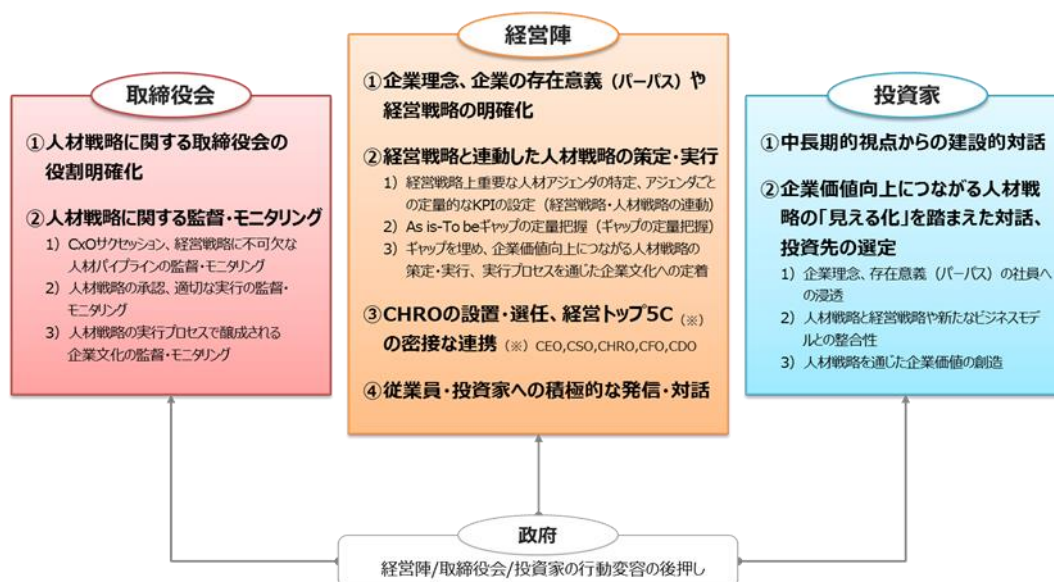 取締役会
①人材戦略に関する取締役会の
役割明確化
②人材戦略に関する監督・モニタリング
1) CxOサクセッション、経営戦略に不可欠な
人材パイプラインの監督・モニタリング
2) 人材戦略の承認、適切な実行の監督・
モニタリング
3) 人材戦略の実行プロセスで醸成される
企業文化の監督・モニタリング
経営陣
①企業理念、企業の存在意義（パーパス）や
経営戦略の明確化
②経営戦略と連動した人材戦略の策定・実行
1) 経営戦略上重要な人材アジェンダの特定、アジェンダごと
の定量的なKPIの設定（経営戦略・人材戦略の連動）
2) As is‐To beギャップの定量把握（ギャップの定量把握）
3) ギャップを埋め、企業価値向上につながる人材戦略の
策定・実行、実行プロセスを通じた企業文化への定着
③CHROの設置・選任、経営トップ5C（※）
の密接な連携（※）CEO,CSO,CHRO,CFO,CDO
④従業員・投資家への積極的な発信・対話
投資家
①中長期的視点からの建設的対話
②企業価値向上につながる人材戦
略の「見える化」を踏まえた対話、
投資先の選定
1) 企業理念、存在意義（パーパス）の社員へ
の浸透
2) 人材戦略と経営戦略や新たなビジネスモデ
ルとの整合性
3) 人材戦略を通じた企業価値の創造
政府
経営陣/取締役会/投資家の行動変容の後押し